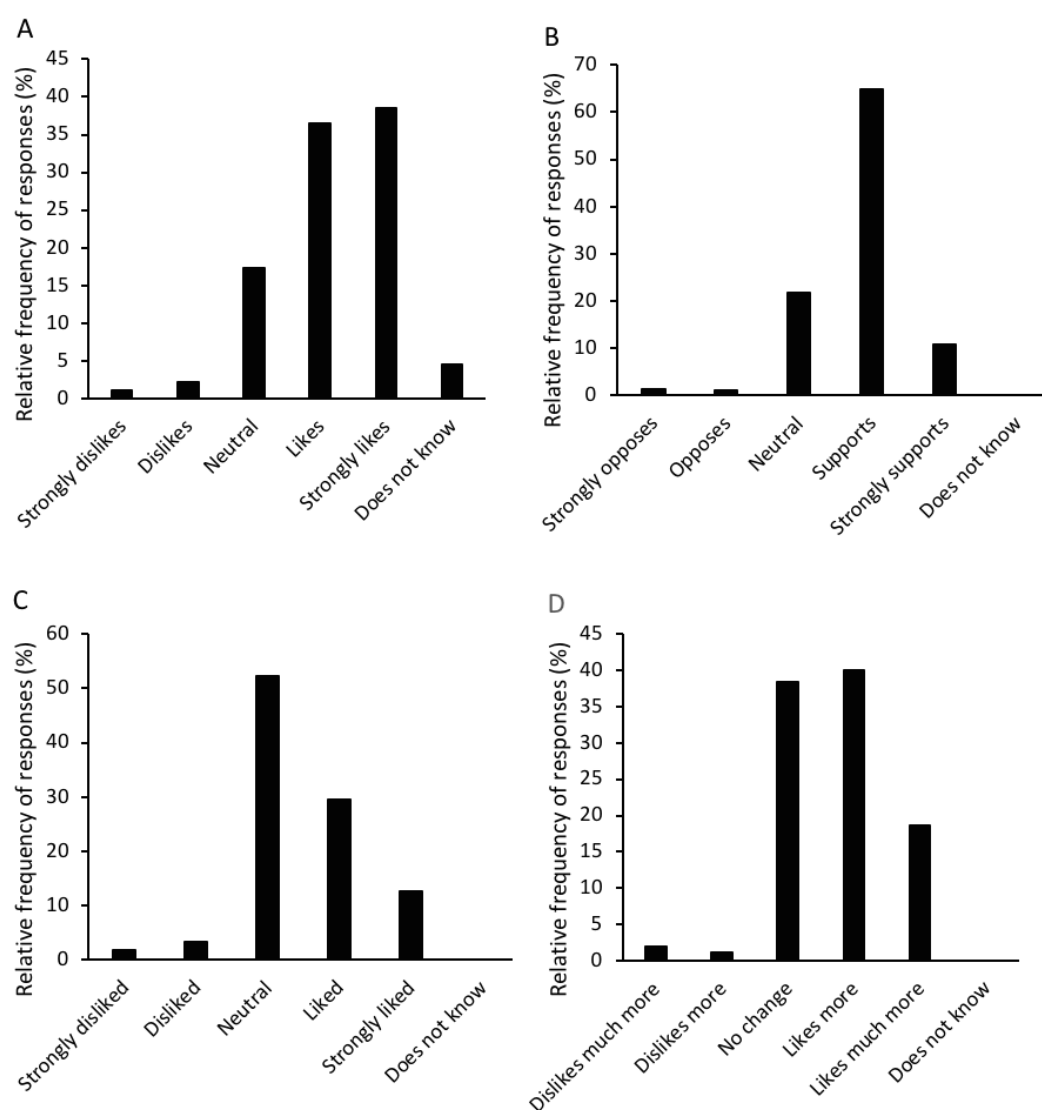 A
Relative frequency of responses (%)
45
40
35
30
25
20
15
10
5
0
Strongly dislikes
Dislikes
Neutral
Likes
Strongly likes
Does not know
B
Relative frequency of responses (%)
70
60
50
40
30
20
10
0
Strongly opposes
Opposes
Neutral
Supports
Strongly supports
Does not know
C
Relative frequency of responses (%)
60
50
40
30
20
10
0
Strongly disliked
Disliked
Neutral
Liked
Strongly liked
Does not know
D
Relative frequency of responses (%)
45
40
35
30
25
20
15
10
5
0
Dislikes much more
Dislikes more
No change
Likes more
Likes much more
Does not know